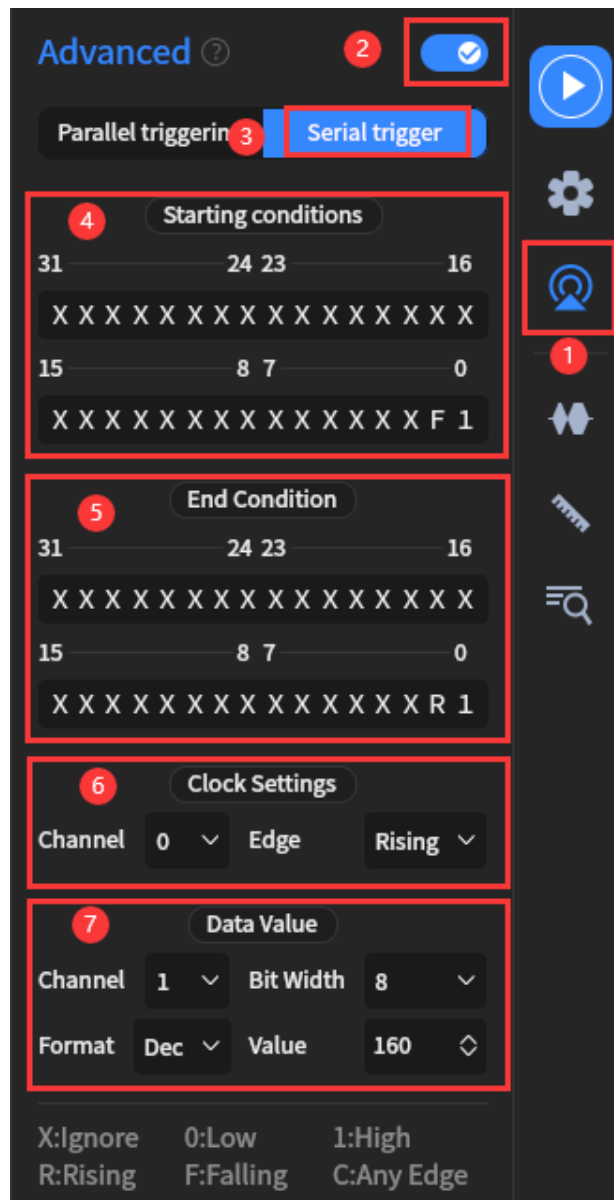 Advanced ? 2
Parallel triggerin 3 Serial trigger
4 Starting conditions
31 24 23 16
X X X X X X X X X X X X X X X X
15 8 7 0
X X X X X X X X X X X X X X F 1
1
5 End Condition
31 24 23 16
X X X X X X X X X X X X X X X X
15 8 7 0
X X X X X X X X X X X X X X R 1
6 Clock Settings
Channel 0 Edge Rising
7 Data Value
Channel 1 Bit Width 8
Format Dec Value 160
X:Ignore 0:Low 1:High
R:Rising F:Falling C:Any Edge